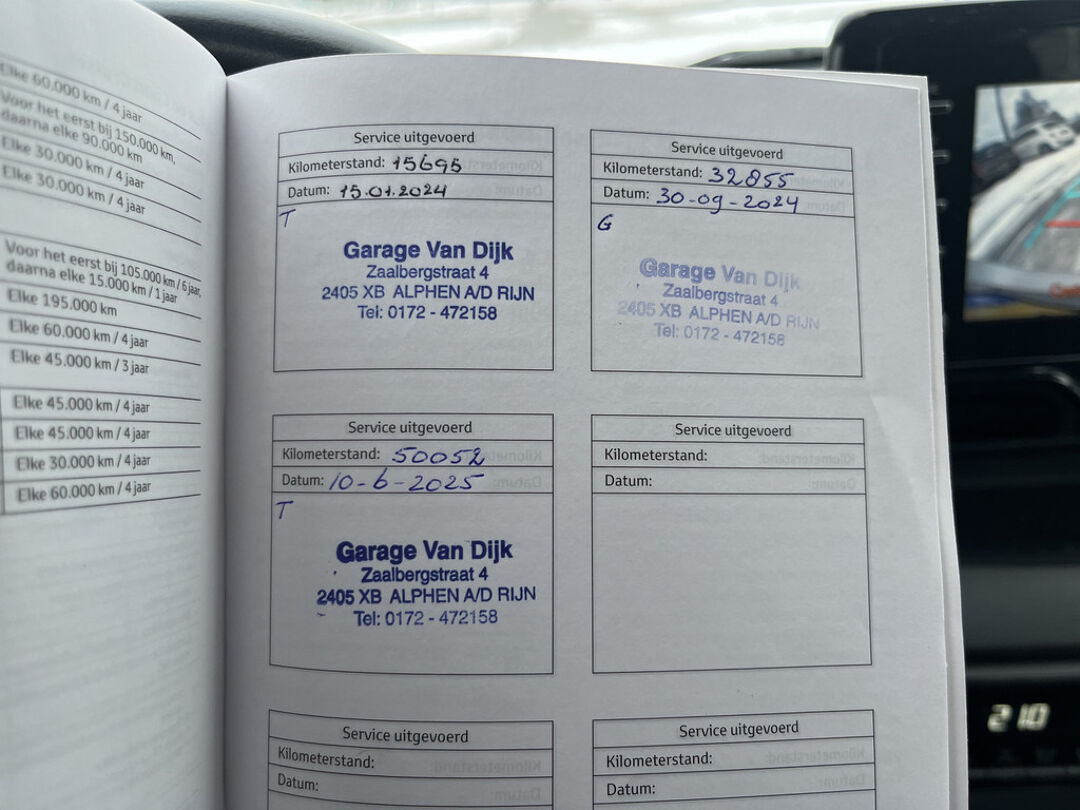 Elke 60.000 km / 4 jaar
Voor het eerst bij 150.000 km,
daarna elke 90.000 km
Elke 30.000 km / 4 jaar
Elke 30.000 km / 4 jaar
Voor het eerst bij 105.000 km / 6 jaar,
daarna elke 15.000 km / 1 jaar
Elke 195.000 km
Elke 60.000 km / 4 jaar
Elke 45.000 km / 3 jaar
Elke 45.000 km / 4 jaar
Elke 45.000 km / 4 jaar
Elke 30.000 km / 4 jaar
Elke 60.000 km / 4 jaar
Service uitgevoerd
Kilometerstand: 15695
Datum: 15.01.2024
T
Garage Van Dijk
Zaalbergstraat 4
2405 XB ALPHEN A/D RIJN
Tel: 0172 - 472158
Service uitgevoerd
Kilometerstand: 32855
Datum: 30-09-2024
G
Garage Van Dijk
Zaalbergstraat 4
2405 XB ALPHEN A/D RIJN
Tel: 0172 - 472158
Service uitgevoerd
Kilometerstand: 50052
Datum: 10-6-2025
T
Garage Van Dijk
Zaalbergstraat 4
2405 XB ALPHEN A/D RIJN
Tel: 0172 - 472158
Service uitgevoerd
Kilometerstand:
Datum:
Service uitgevoerd
Kilometerstand:
Datum:
Service uitgevoerd
Kilometerstand:
Datum:
210